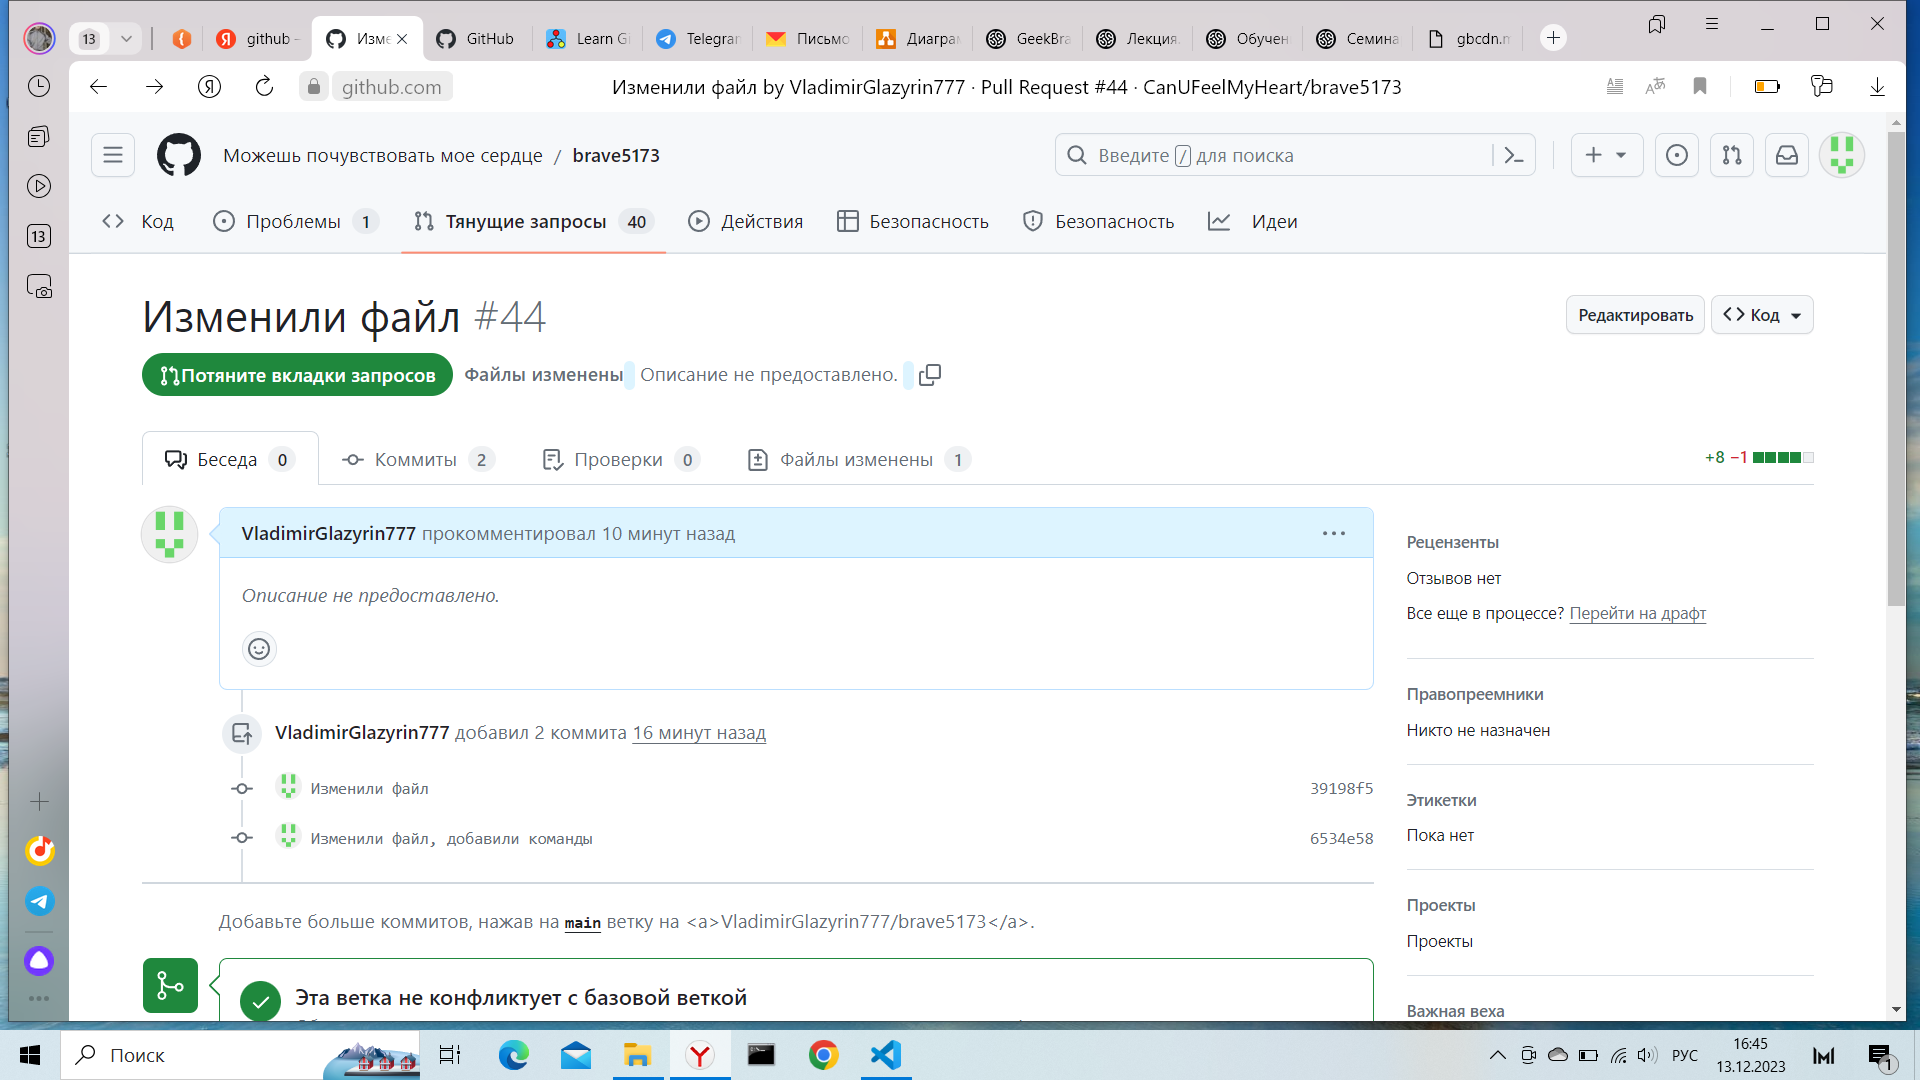 13
github -
Изме
GitHub
Learn Gi
Telegran
Письмо
Диаграм
GeekBra
Лекция.
Обучен
Семина
gbcdn.m
github.com
Изменили файл by VladimirGlazyrin777 · Pull Request #44 · CanUFeelMyHeart/brave5173
13
Можешь почувствовать мое сердце / brave5173
Введите / для поиска
Код
Проблемы 1
Тянущие запросы 40
Действия
Безопасность
Безопасность
Идеи
Изменили файл #44
Редактировать
Код
Потяните вкладки запросов
Файлы изменены Описание не предоставлено.
Беседа 0
Коммиты 2
Проверки 0
Файлы изменены 1
+8 −1
VladimirGlazyrin777 прокомментировал 10 минут назад
Описание не предоставлено.
VladimirGlazyrin777 добавил 2 коммита 16 минут назад
Изменили файл 39198f5
Изменили файл, добавили команды 6534e58
Добавьте больше коммитов, нажав на main ветку на <a>VladimirGlazyrin777/brave5173</a>.
Эта ветка не конфликтует с базовой веткой
Рецензенты
Отзывов нет
Все еще в процессе? Перейти на драфт
Правопреемники
Никто не назначен
Этикетки
Пока нет
Проекты
Проекты
Важная веха
Поиск
РУС
16:45
13.12.2023
1